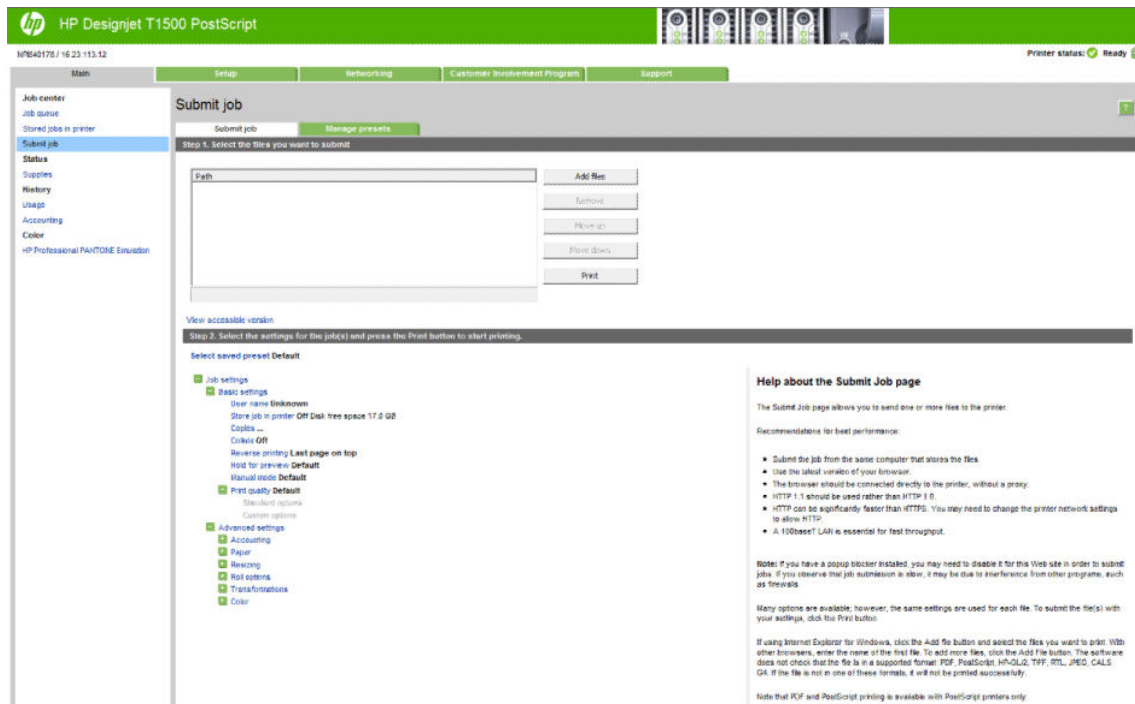 hp HP Designjet T1500 PostScript
Printer status: Ready
Main Setup Networking Customer Involvement Program Support
Job center
Job queue
Stored jobs in printer
Submit job
Status
Supplies
History
Usage
Accounting
Color
HP Professional PANTONE Emulation
Submit job
?
Submit job Manage presets
Step 1. Select the files you want to submit
Path
Add files
Remove
Move up
Move down
Print
View accessible version
Step 2. Select the settings for the job(s) and press the Print button to start printing.
Select saved preset Default
Job settings
Basic settings
User name Unknown
Store job in printer Off Disk free space 17.0 GB
Copies ...
Collate Off
Reverse printing Last page on top
Hold for preview Default
Manual mode Default
Print quality Default
Standard options
Custom options
Advanced settings
Accounting
Paper
Resizing
Roll options
Transformations
Color
Help about the Submit Job page
The Submit Job page allows you to send one or more files to the printer.
Recommendations for best performance:
Submit the job from the same computer that stores the files
Use the latest version of your browser.
The browser should be connected directly to the printer, without a proxy.
HTTP 1.1 should be used rather than HTTP 1.0.
HTTP can be significantly faster than HTTPS. You may need to change the printer network settings
to allow HTTP.
A 100baseT LAN is essential for fast throughput.
Note: If you have a popup blocker installed, you may need to disable it for this Web site in order to submit
jobs. If you observe that job submission is slow, it may be due to interference from other programs, such
as firewalls
Many options are available; however, the same settings are used for each file. To submit the file(s) with
your settings, click the Print button
If using Internet Explorer for Windows, click the Add file button and select the files you want to print. With
other browsers, enter the name of the first file. To add more files, click the Add File button. The software
does not check that the file is in a supported format: PDF, PostScript, HP-GL/2, TIFF, RTL, JPEG, CALS
G4. If the file is not in one of these formats, it will not be printed successfully.
Note that PDF and PostScript printing is available with PostScript printers only